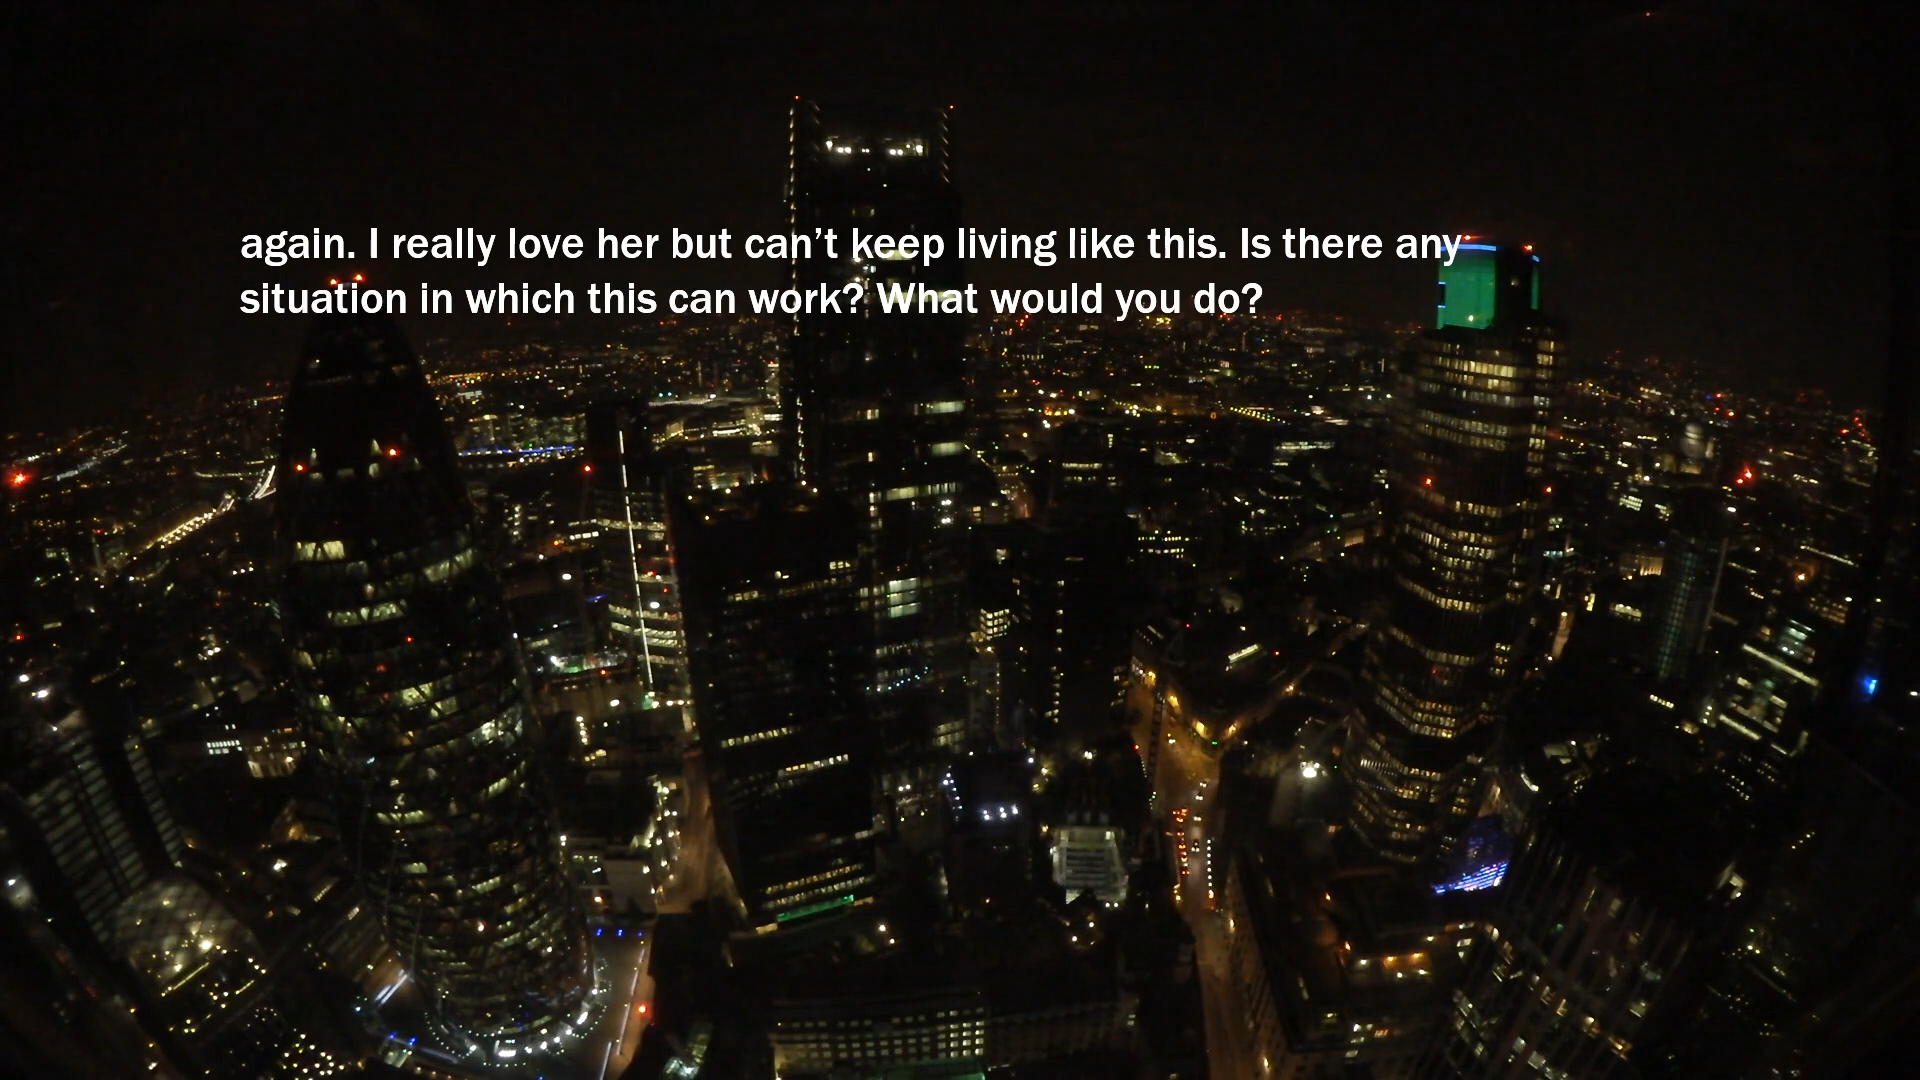 again. I really love her but can’t keep living like this. Is there any
situation in which this can work? What would you do?